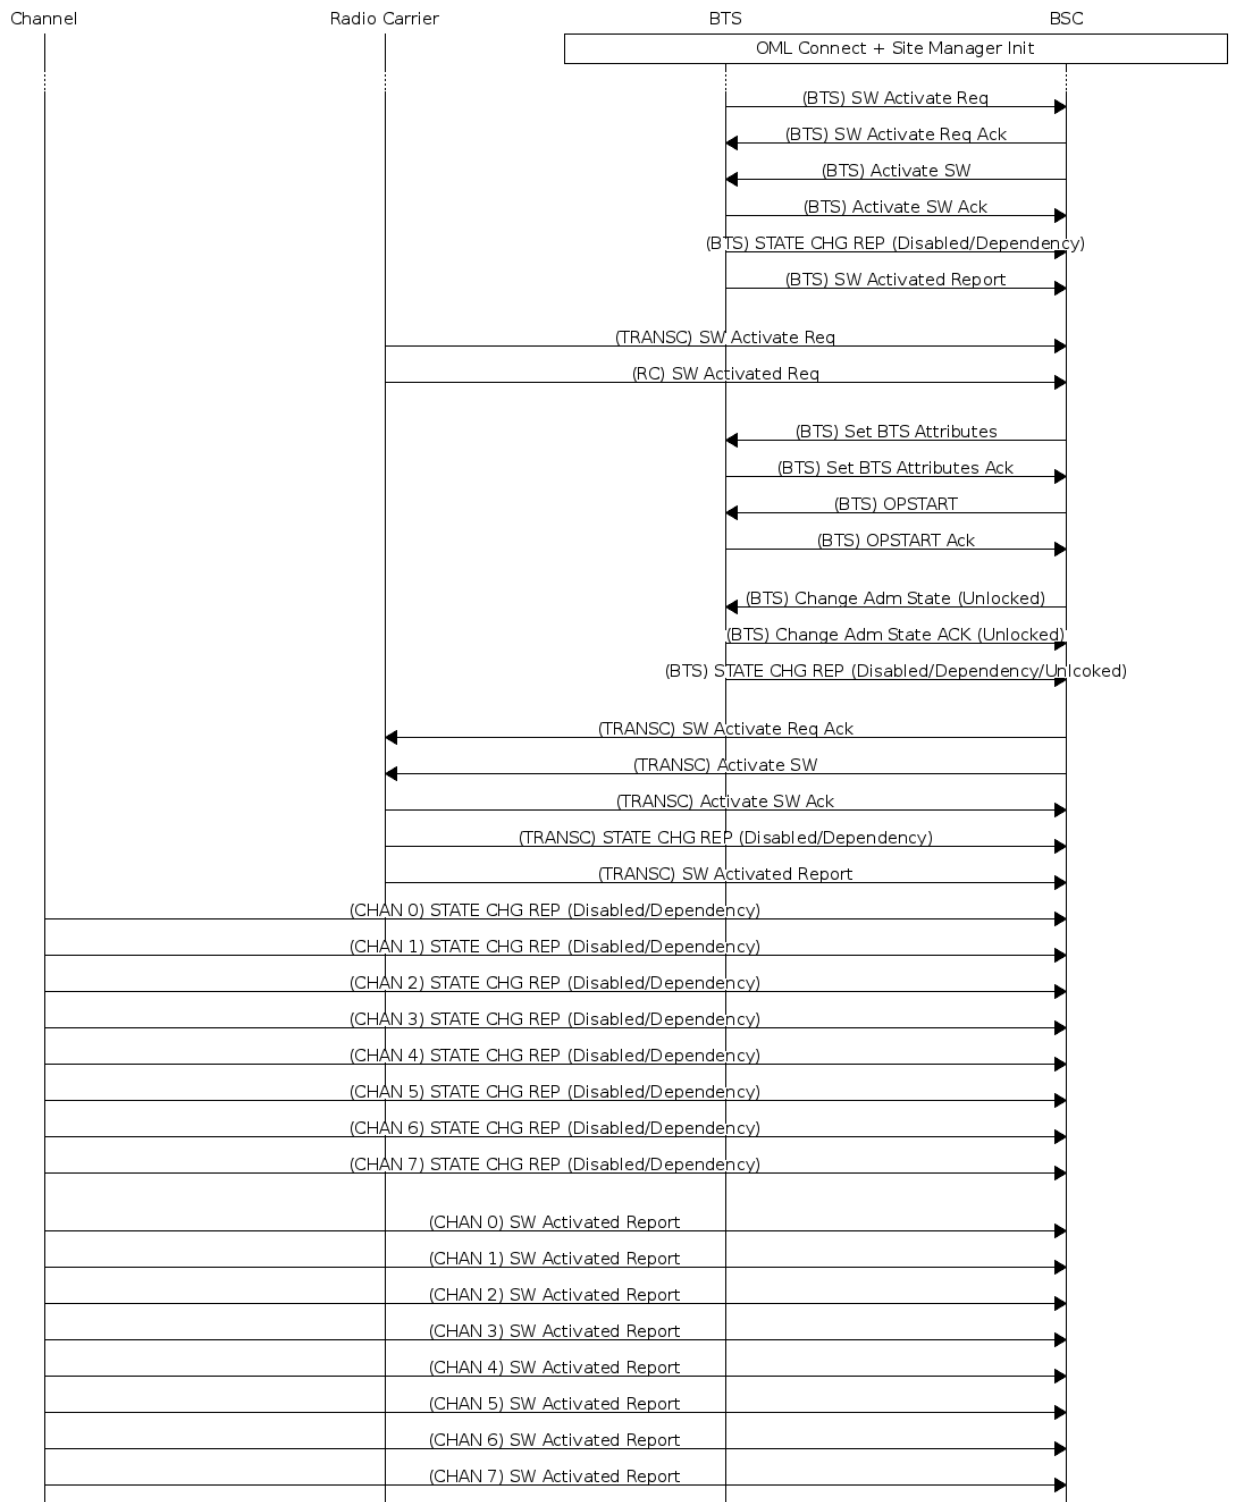 Channel Radio Carrier BTS BSC
OML Connect + Site Manager Init
(BTS) SW Activate Req
(BTS) SW Activate Req Ack
(BTS) Activate SW
(BTS) Activate SW Ack
(BTS) STATE CHG REP (Disabled/Dependency)
(BTS) SW Activated Report
(TRANSC) SW Activate Req
(RC) SW Activated Req
(BTS) Set BTS Attributes
(BTS) Set BTS Attributes Ack
(BTS) OPSTART
(BTS) OPSTART Ack
(BTS) Change Adm State (Unlocked)
(BTS) Change Adm State ACK (Unlocked)
(BTS) STATE CHG REP (Disabled/Dependency/Unlcoked)
(TRANSC) SW Activate Req Ack
(TRANSC) Activate SW
(TRANSC) Activate SW Ack
(TRANSC) STATE CHG REP (Disabled/Dependency)
(TRANSC) SW Activated Report
(CHAN 0) STATE CHG REP (Disabled/Dependency)
(CHAN 1) STATE CHG REP (Disabled/Dependency)
(CHAN 2) STATE CHG REP (Disabled/Dependency)
(CHAN 3) STATE CHG REP (Disabled/Dependency)
(CHAN 4) STATE CHG REP (Disabled/Dependency)
(CHAN 5) STATE CHG REP (Disabled/Dependency)
(CHAN 6) STATE CHG REP (Disabled/Dependency)
(CHAN 7) STATE CHG REP (Disabled/Dependency)
(CHAN 0) SW Activated Report
(CHAN 1) SW Activated Report
(CHAN 2) SW Activated Report
(CHAN 3) SW Activated Report
(CHAN 4) SW Activated Report
(CHAN 5) SW Activated Report
(CHAN 6) SW Activated Report
(CHAN 7) SW Activated Report